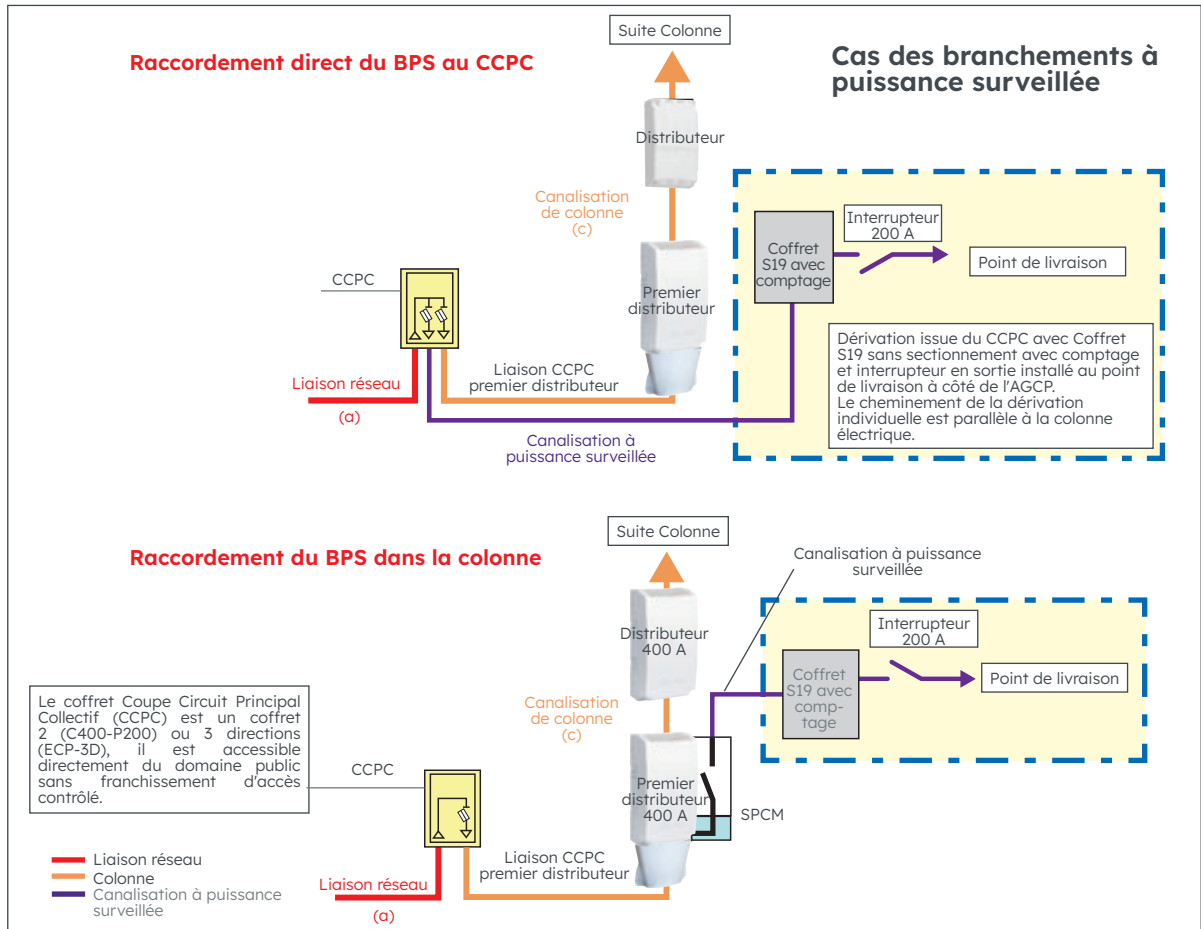 Suite Colonne
Raccordement direct du BPS au CCPC
Cas des branchements à
puissance surveillée
Distributeur
Canalisation
de colonne
(c)
Coffret
S19 avec
comptage
Interrupteur
200 A
Point de livraison
CCPC
Premier
distributeur
Dérivation issue du CCPC avec Coffret
S19 sans sectionnement avec comptage
et interrupteur en sortie installé au point
de livraison à côté de l'AGCP.
Le cheminement de la dérivation
individuelle est parallèle à la colonne
électrique.
Liaison réseau
(a)
Liaison CCPC
premier distributeur
Canalisation à
puissance surveillée
Suite Colonne
Raccordement du BPS dans la colonne
Canalisation à puissance
surveillée
Distributeur
400 A
Interrupteur
200 A
Coffret
S19 avec
comp-
tage
Point de livraison
Le coffret Coupe Circuit Principal
Collectif (CCPC) est un coffret
2 (C400-P200) ou 3 directions
(ECP-3D), il est accessible
directement du domaine public
sans franchissement d'accès
contrôlé.
Canalisation
de colonne
(c)
CCPC
Premier
distributeur
400 A
SPCM
Liaison réseau
Colonne
Canalisation à puissance
surveillée
Liaison réseau
(a)
Liaison CCPC
premier distributeur